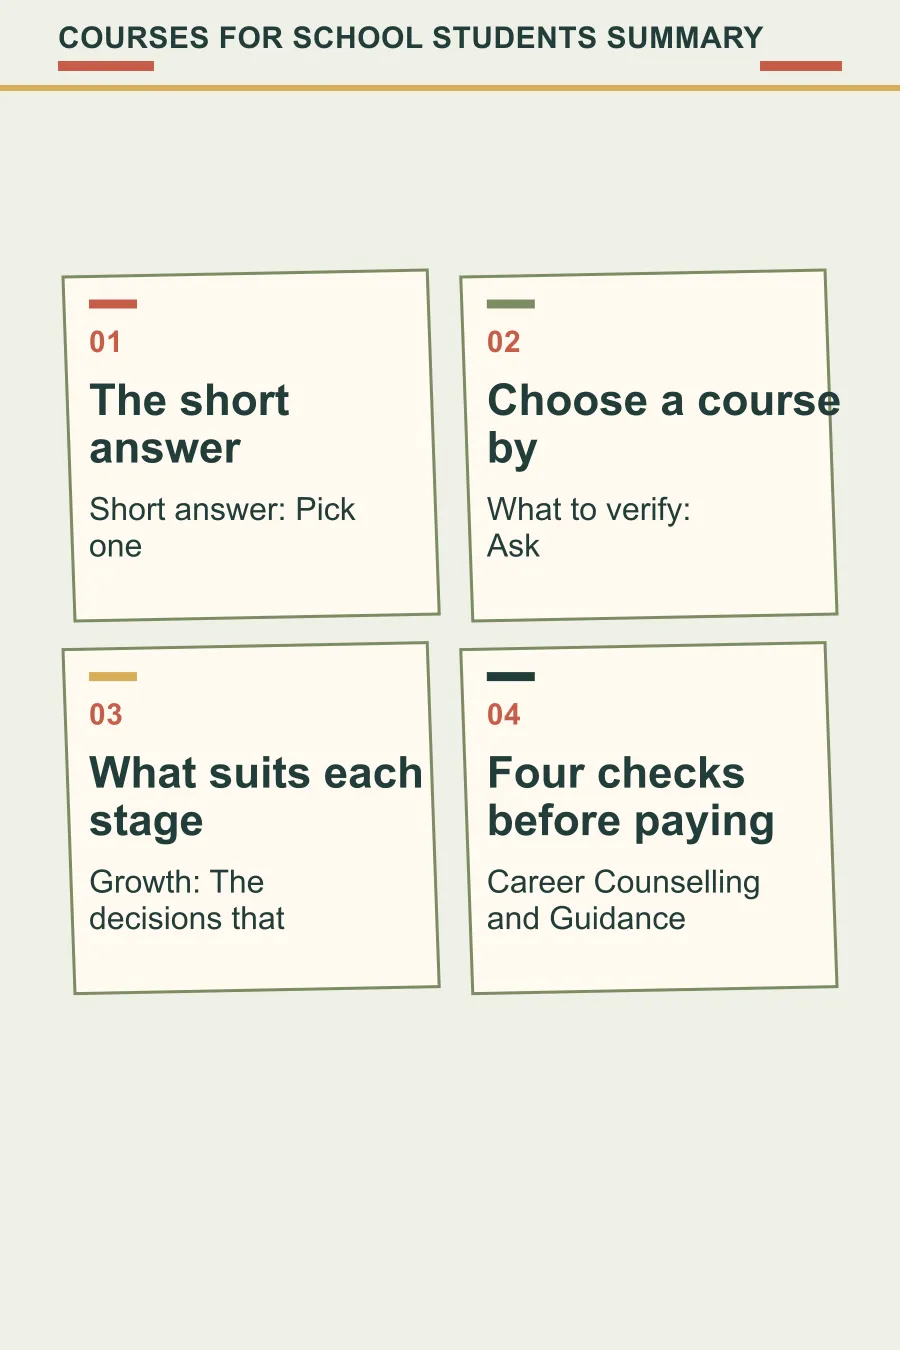 COURSES FOR SCHOOL STUDENTS SUMMARY
01
The short
answer
Short answer: Pick
one
02
Choose a course
by
What to verify:
Ask
03
What suits each
stage
Growth: The
decisions that
04
Four checks
before paying
Career Counselling
and Guidance